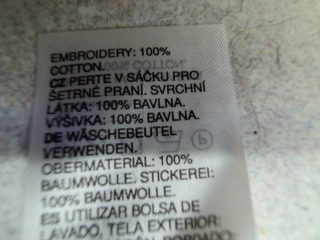 EMBROIDERY: 100%
COTTON.
CZ PERTE V SÁČKU PRO
ŠETRNÉ PRANÍ. SVRCHNÍ
LÁTKA: 100% BAVLNA.
VÝŠIVKA: 100% BAVLNA.
DE WÄSCHEBEUTEL
VERWENDEN.
OBERMATERIAL: 100%
BAUMWOLLE. STICKEREI:
100% BAUMWOLLE.
ES UTILIZAR BOLSA DE
LAVADO, TELA EXTERIOR:
BORDADO: